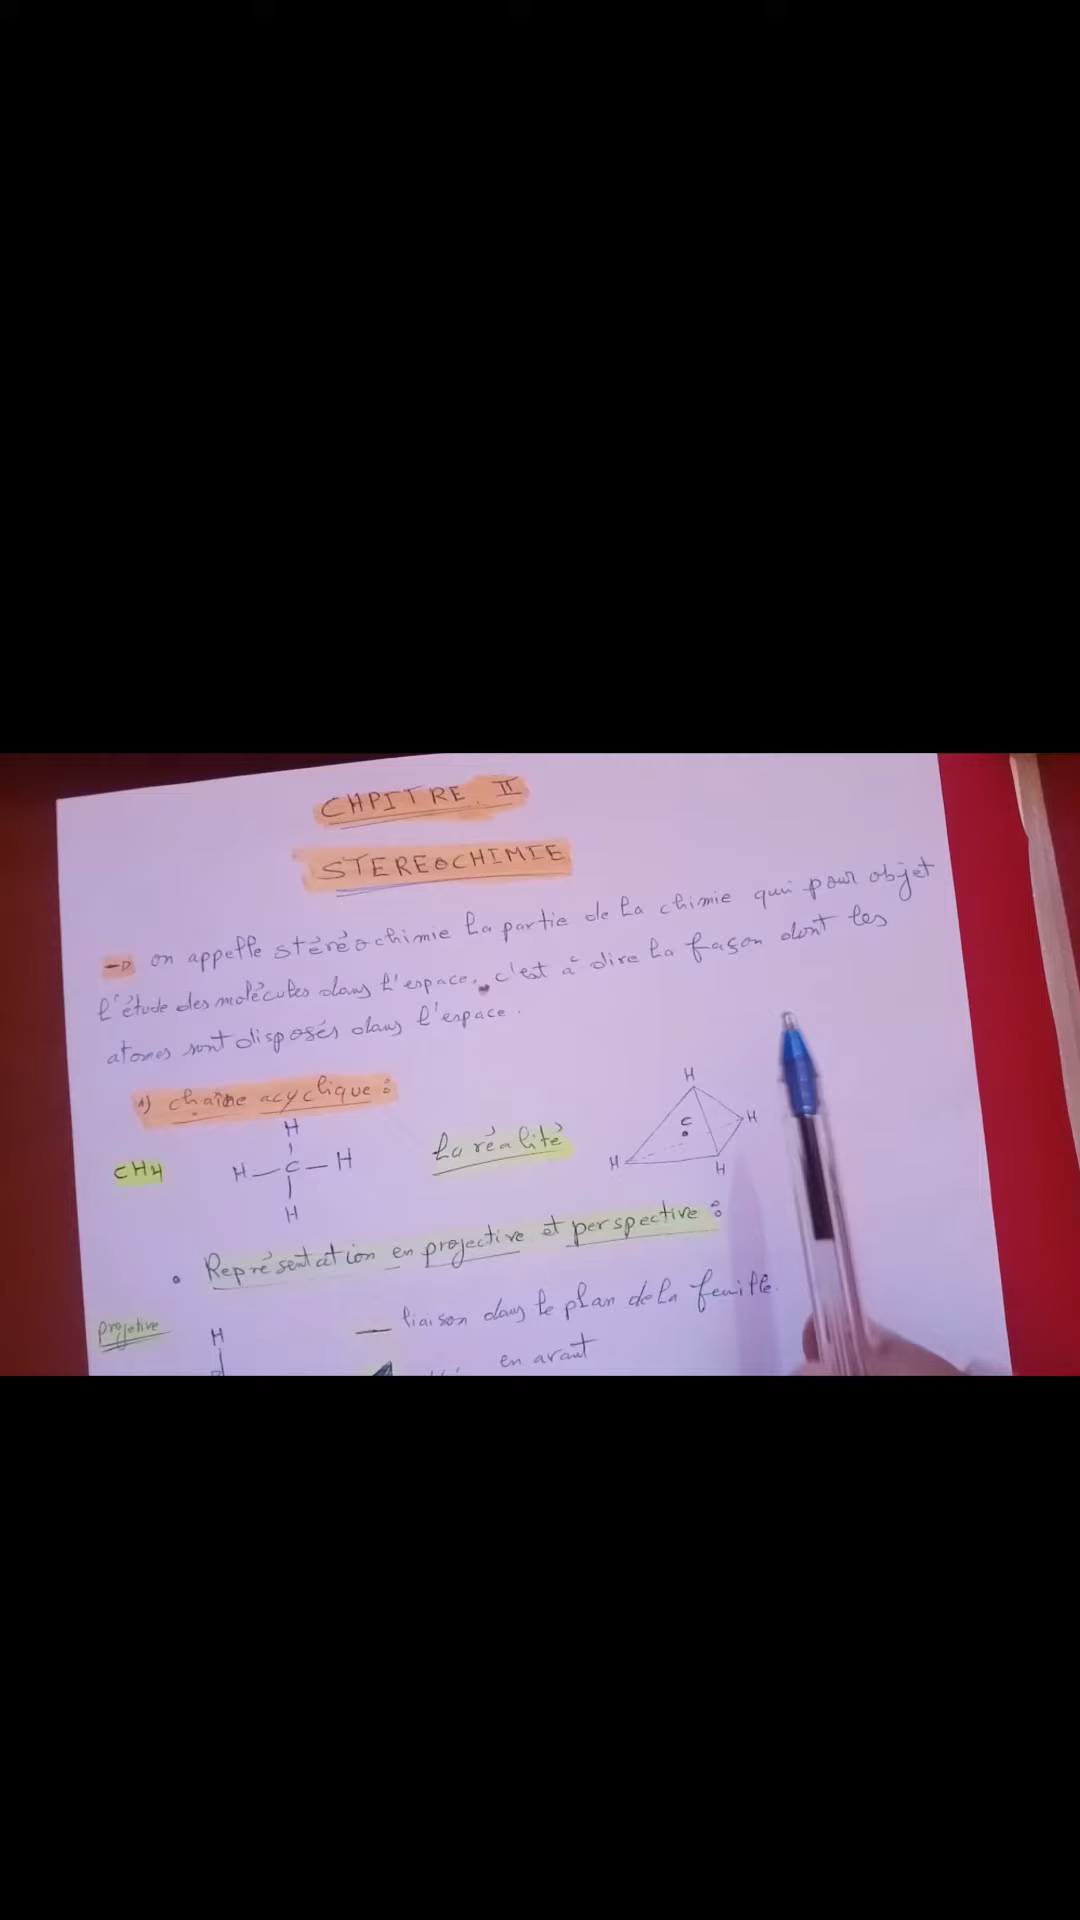 CHPITRE II
STEREOCHIMIE
→ on appelle stéréochimie la partie de la chimie qui pour objet
l'étude des molécules dans l'espace, c'est à dire la façon dont les
atomes sont disposés dans l'espace.
1) chaîne acyclique :
CH4
H
H - C - H
H
La réalité
H
C
H
H
H
• Représentation en projective et perspective :
projetive
H
— liaison dans le plan de la feuille.
en avant